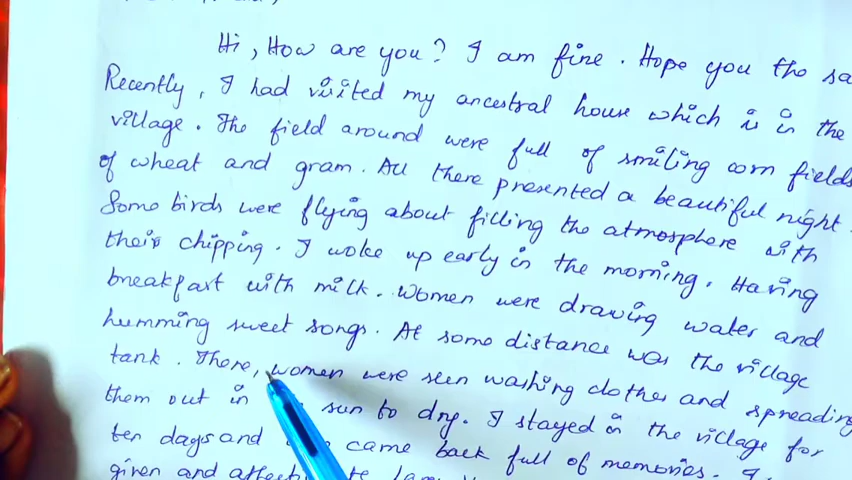 Hi, How are you? I am fine. Hope you the sa
Recently, I had visited my ancestral house which is in the
village. The field around were full of smiling corn fields
of wheat and gram. All there presented a beautiful night.
Some birds were flying about filling the atmosphere with
their chipping. I woke up early in the morning. Having
breakfast with milk. Women were drawing water and
humming sweet songs. At some distance was the village
tank. There, women were seen washing clothes and spreading
them out in sun to dry. I stayed in the village for
ten days and came back full of memories.
given and